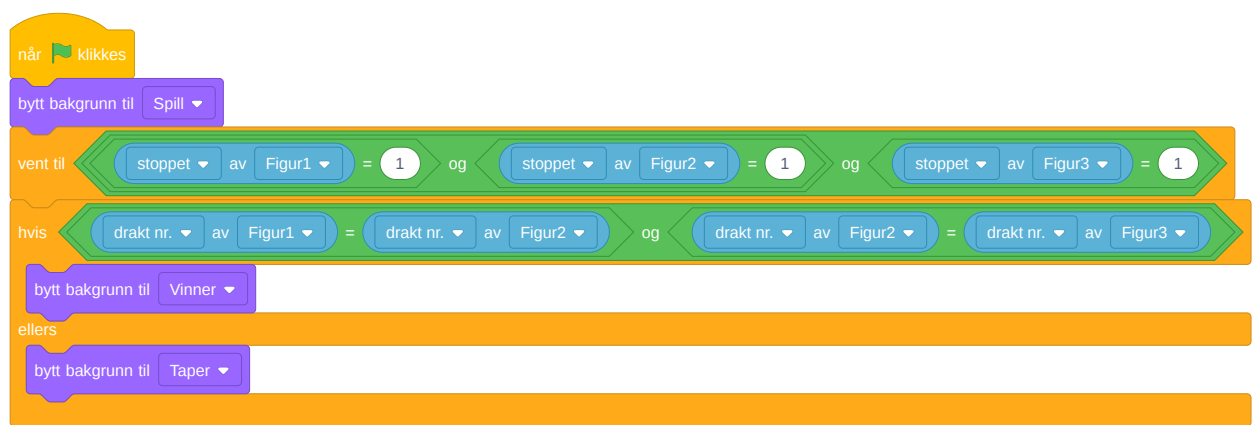 når klikkes
bytt bakgrunn til Spill
vent til stoppet av Figur1 = 1 og stoppet av Figur2 = 1 og stoppet av Figur3 = 1
hvis drakt nr. av Figur1 = drakt nr. av Figur2 og drakt nr. av Figur2 = drakt nr. av Figur3
bytt bakgrunn til Vinner
ellers
bytt bakgrunn til Taper